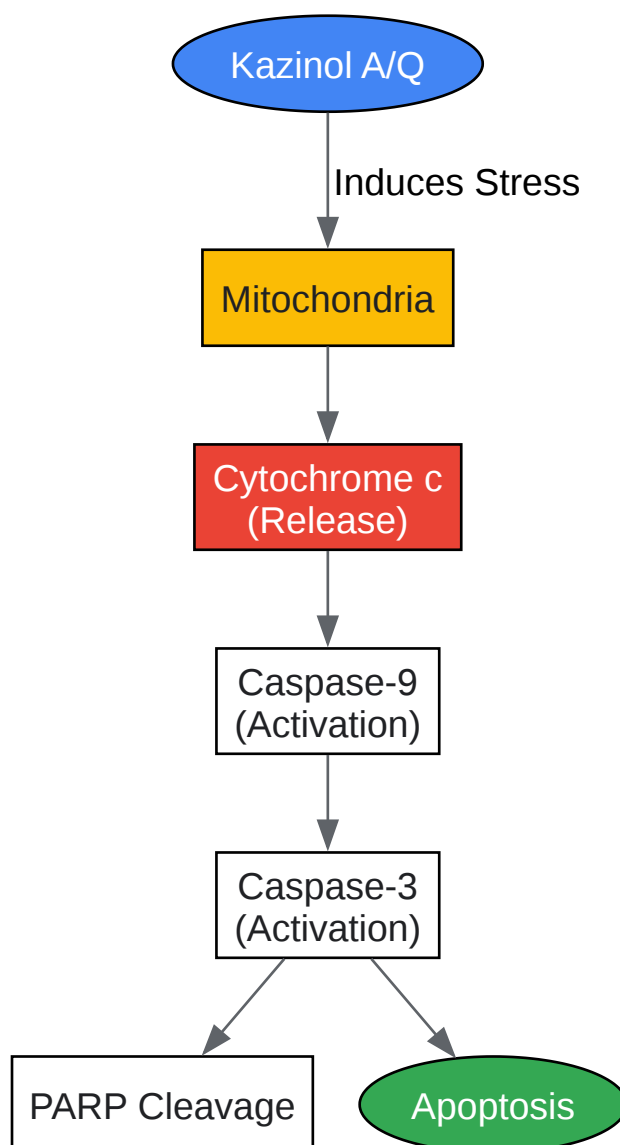 Kazinol A/Q
Induces Stress
Mitochondria
Cytochrome c
(Release)
Caspase-9
(Activation)
Caspase-3
(Activation)
PARP Cleavage
Apoptosis